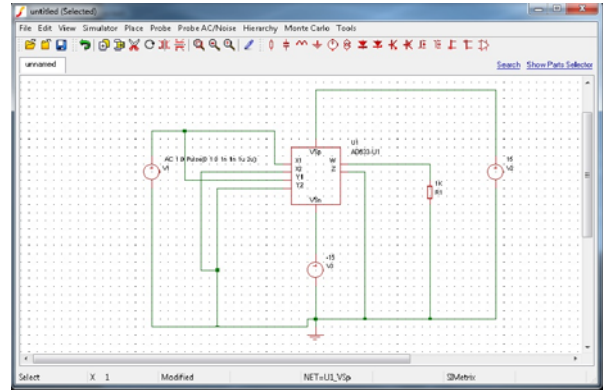 untitled (Selected)
File Edit View Simulator Place Probe Probe AC/Noise Hierarchy Monte Carlo Tools
unnamed
Search Show Parts Selector
U1
AD633-U1
VSp
AC 1 0 Pulse(0 1.0 1n 1n 1u 2u)
V1
X1
X2
Y1
Y2
W
Z
VSn
15
V2
1K
R1
-15
V3
Select X 1 Modified NET=U1_VSp SIMetrix